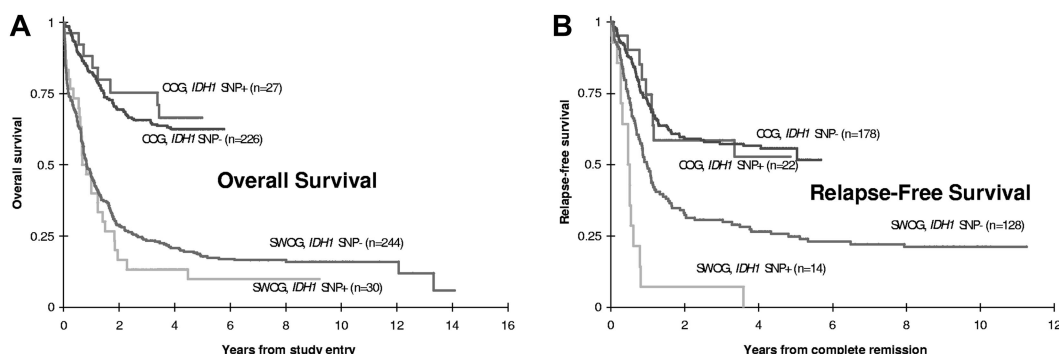 A
1
0.75
0.5
0.25
0
Overall survival
COG, IDH1 SNP+ (n=27)
COG, IDH1 SNP- (n=226)
Overall Survival
SWOG, IDH1 SNP- (n=244)
SWOG, IDH1 SNP+ (n=30)
0 2 4 6 8 10 12 14 16
Years from study entry
B
1
0.75
0.5
0.25
0
Relapse-free survival
COG, IDH1 SNP- (n=178)
COG, IDH1 SNP+ (n=22)
Relapse-Free Survival
SWOG, IDH1 SNP- (n=128)
SWOG, IDH1 SNP+ (n=14)
0 2 4 6 8 10 12
Years from complete remission